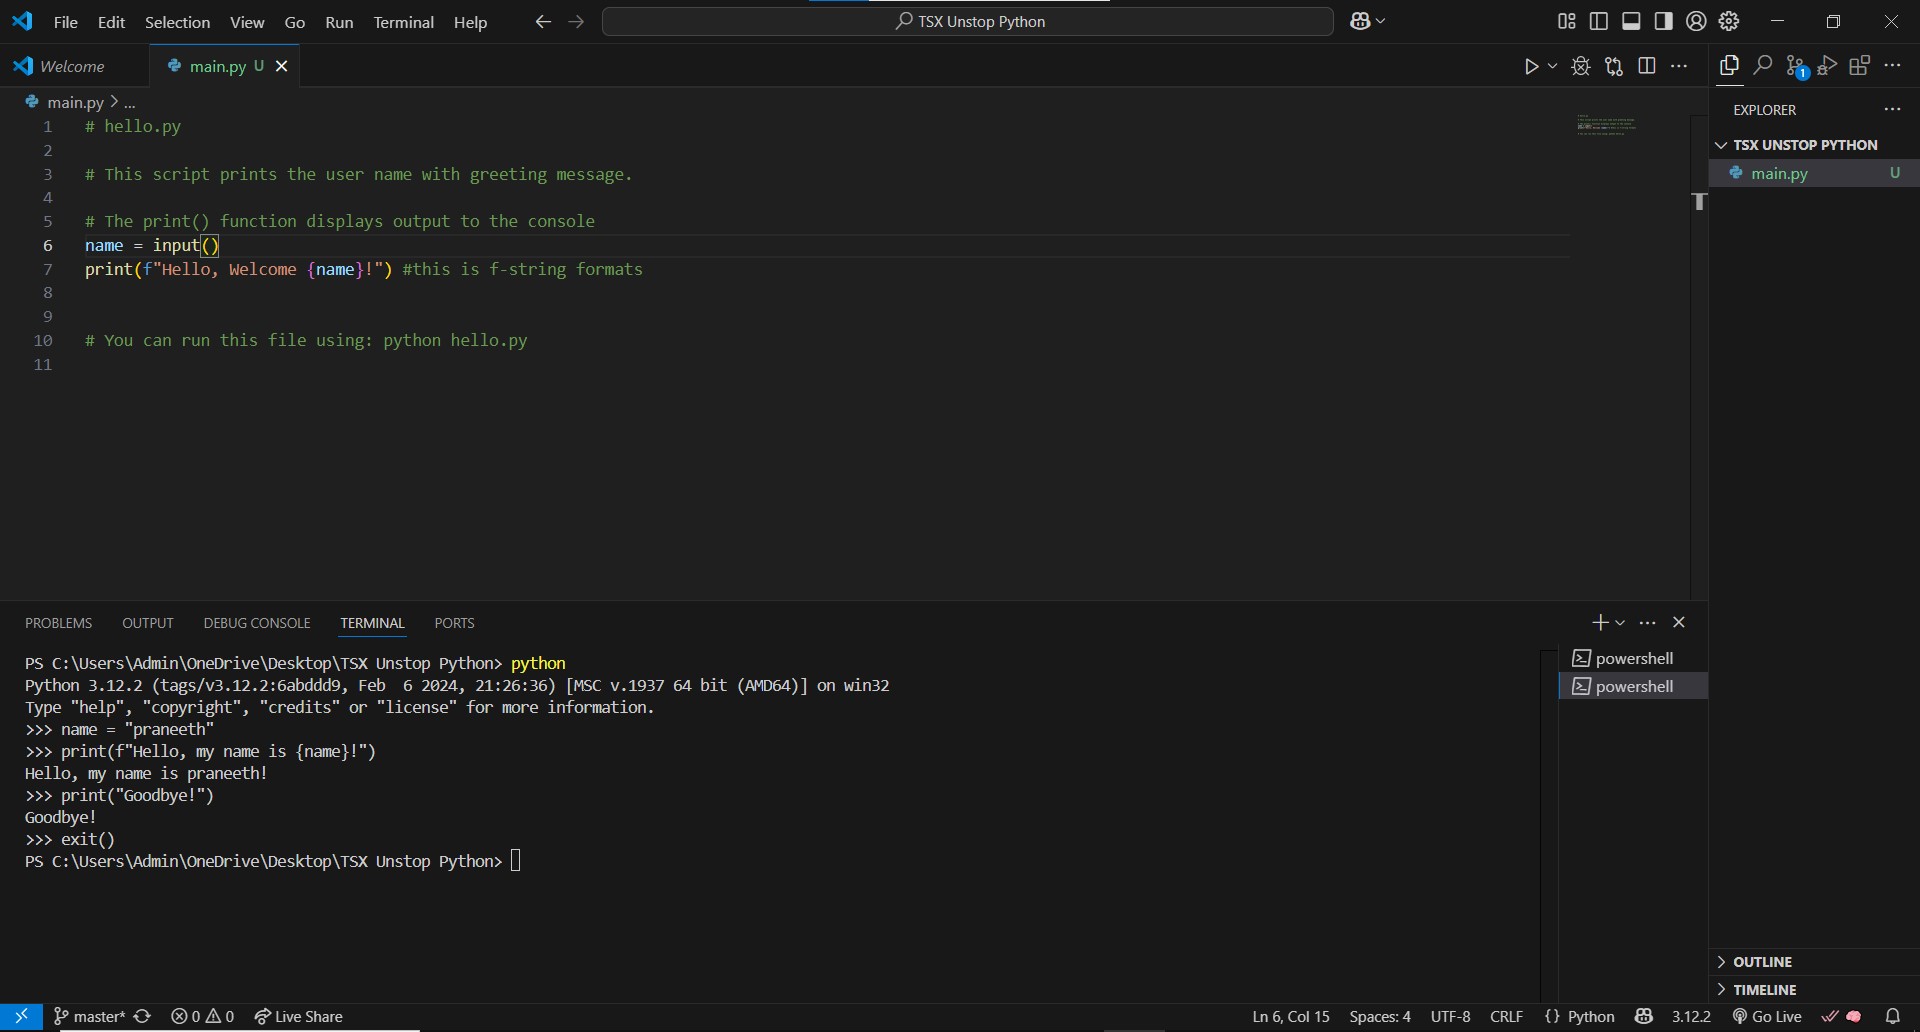 File Edit Selection View Go Run Terminal Help
TSX Unstop Python
Welcome
main.py U
main.py > ...
1 # hello.py
2
3 # This script prints the user name with greeting message.
4
5 # The print() function displays output to the console
6 name = input()
7 print(f"Hello, Welcome {name}!") #this is f-string formats
8
9
10 # You can run this file using: python hello.py
11
PROBLEMS OUTPUT DEBUG CONSOLE TERMINAL PORTS
PS C:\Users\Admin\OneDrive\Desktop\TSX Unstop Python> python
Python 3.12.2 (tags/v3.12.2:6abddd9, Feb  6 2024, 21:26:36) [MSC v.1937 64 bit (AMD64)] on win32
Type "help", "copyright", "credits" or "license" for more information.
>>> name = "praneeth"
>>> print(f"Hello, my name is {name}!")
Hello, my name is praneeth!
>>> print("Goodbye!")
Goodbye!
>>> exit()
PS C:\Users\Admin\OneDrive\Desktop\TSX Unstop Python>
powershell
powershell
1
EXPLORER
TSX UNSTOP PYTHON
main.py U
OUTLINE
TIMELINE
master* 0 0 Live Share
Ln 6, Col 15 Spaces: 4 UTF-8 CRLF {} Python 3.12.2 Go Live